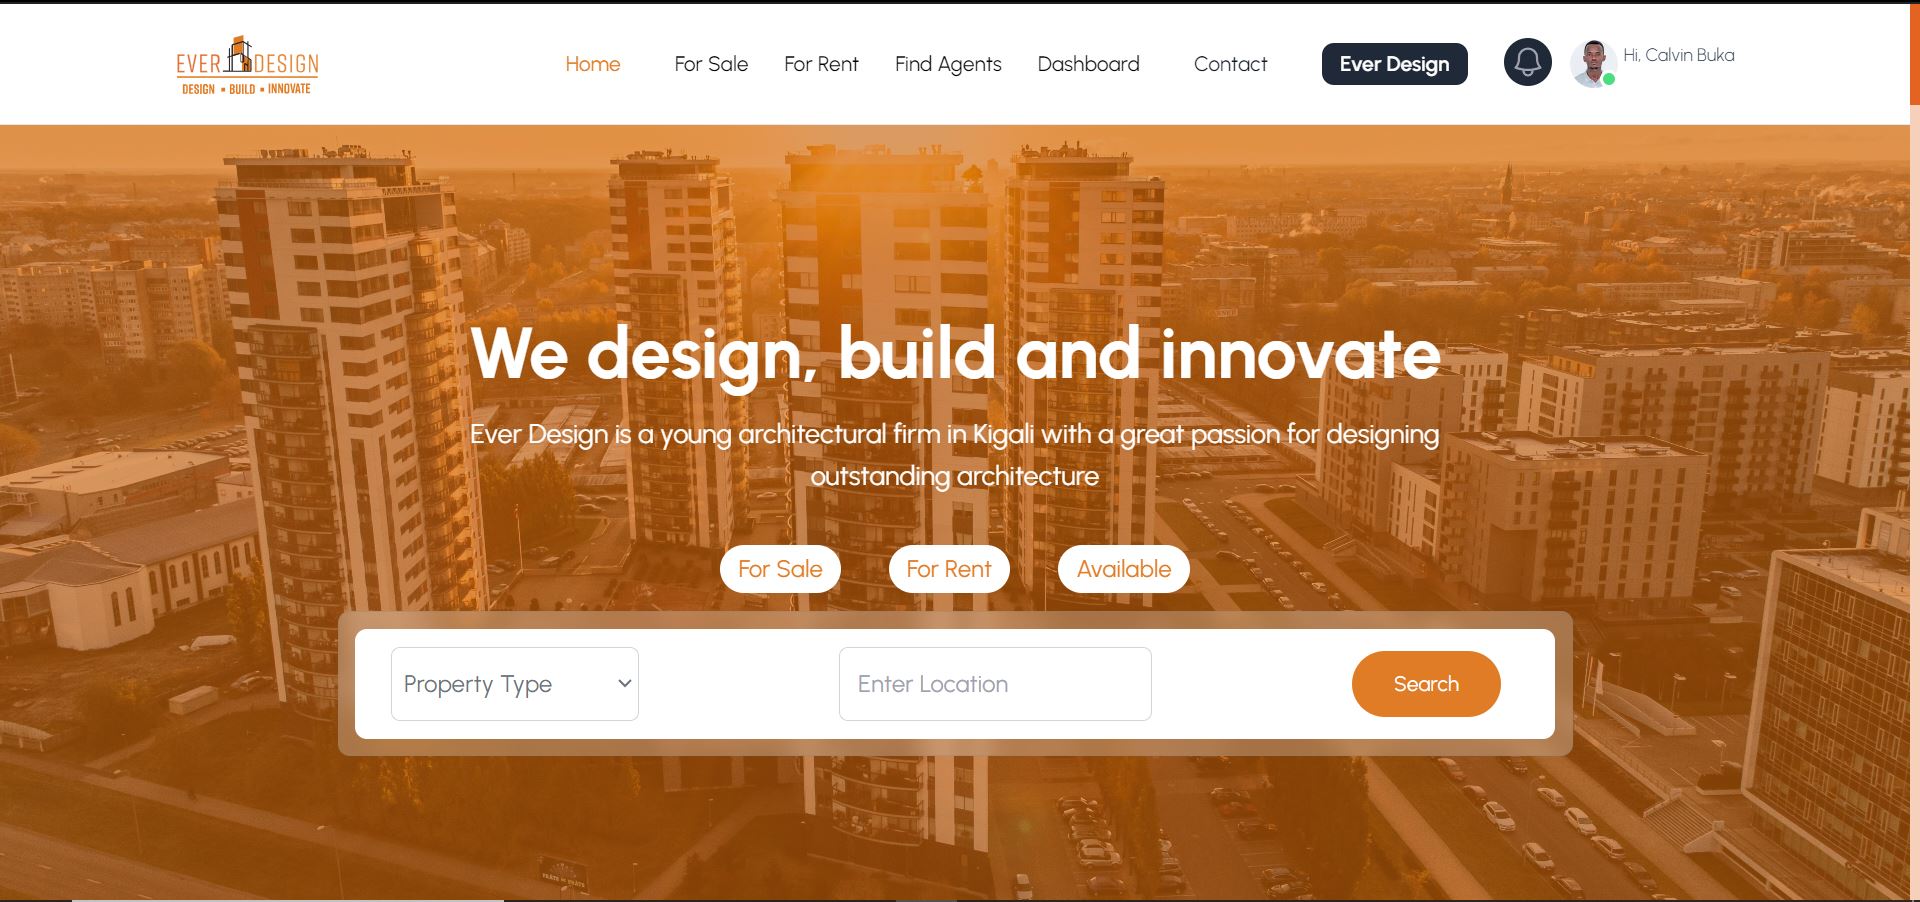 EVER DESIGN
DESIGN ▪ BUILD ▪ INNOVATE
Home
For Sale
For Rent
Find Agents
Dashboard
Contact
Ever Design
Hi, Calvin Buka
We design, build and innovate
Ever Design is a young architectural firm in Kigali with a great passion for designing
outstanding architecture
For Sale
For Rent
Available
Property Type
Enter Location
Search